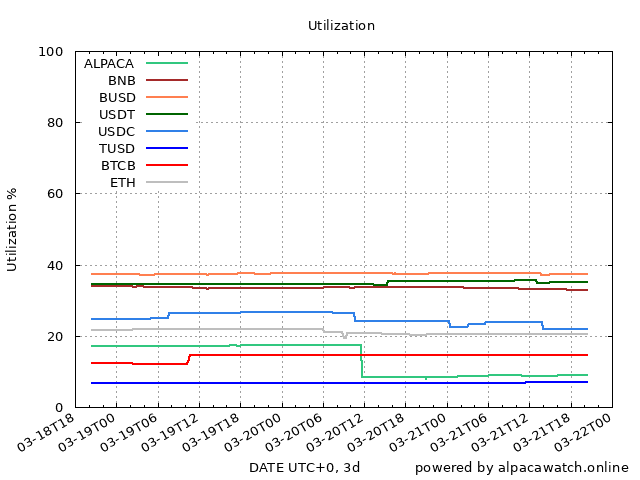 Utilization
100
80
60
40
20
0
Utilization %
ALPACA
BNB
BUSD
USDT
USDC
TUSD
BTCB
ETH
03-18T18
03-19T00
03-19T06
03-19T12
03-19T18
03-20T00
03-20T06
03-20T12
03-20T18
03-21T00
03-21T06
03-21T12
03-21T18
03-22T00
DATE UTC+0, 3d
powered by alpacawatch.online